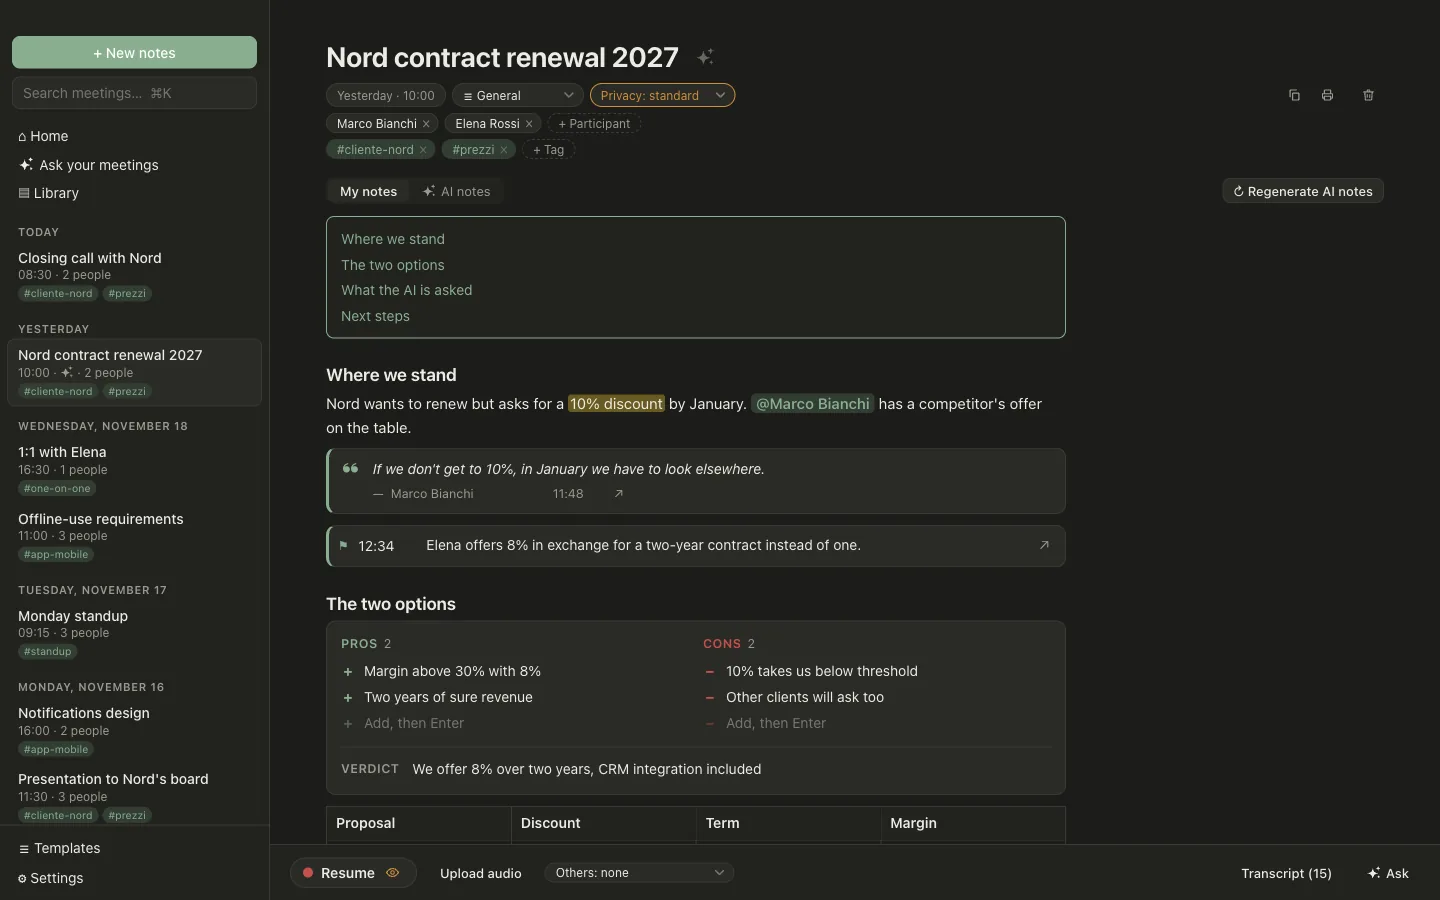 + New notes
Search meetings... ⌘K
Home
Ask your meetings
Library
TODAY
Closing call with Nord
08:30 · 2 people
#cliente-nord #prezzi
YESTERDAY
Nord contract renewal 2027
10:00 · · 2 people
#cliente-nord #prezzi
WEDNESDAY, NOVEMBER 18
1:1 with Elena
16:30 · 1 people
#one-on-one
Offline-use requirements
11:00 · 3 people
#app-mobile
TUESDAY, NOVEMBER 17
Monday standup
09:15 · 3 people
#standup
MONDAY, NOVEMBER 16
Notifications design
16:00 · 2 people
#app-mobile
Presentation to Nord's board
11:30 · 3 people
#cliente-nord #prezzi
Templates
Settings
Nord contract renewal 2027
Yesterday · 10:00 General Privacy: standard
Marco Bianchi × Elena Rossi × + Participant
#cliente-nord × #prezzi × + Tag
My notes AI notes
Regenerate AI notes
Where we stand
The two options
What the AI is asked
Next steps
Where we stand
Nord wants to renew but asks for a 10% discount by January. @Marco Bianchi has a competitor's offer
on the table.
If we don't get to 10%, in January we have to look elsewhere.
— Marco Bianchi 11:48 ↗
12:34 Elena offers 8% in exchange for a two-year contract instead of one. ↗
The two options
PROS 2
+ Margin above 30% with 8%
+ Two years of sure revenue
+ Add, then Enter
CONS 2
− 10% takes us below threshold
− Other clients will ask too
− Add, then Enter
VERDICT We offer 8% over two years, CRM integration included
Proposal Discount Term Margin
Resume Upload audio Others: none Transcript (15) Ask